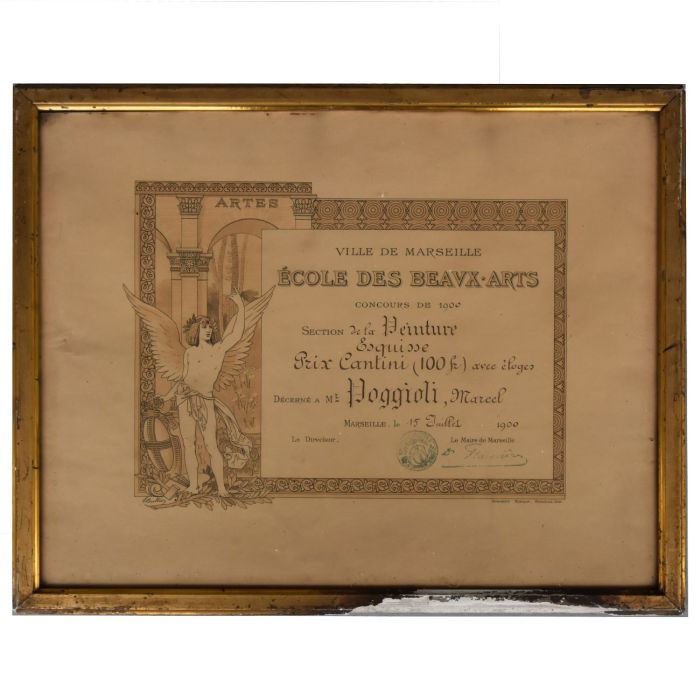 ARTES
VILLE DE MARSEILLE
ÉCOLE DES BEAVX-ARTS
CONCOURS DE 1900
SECTION de la Peinture
Esquisse
Prix Cantini (100 fr) avec éloges
DÉCERNÉ A Mr Poggioli, Marcel
MARSEILLE, le 15 Juillet 1900
Le Directeur: Le Maire de Marseille